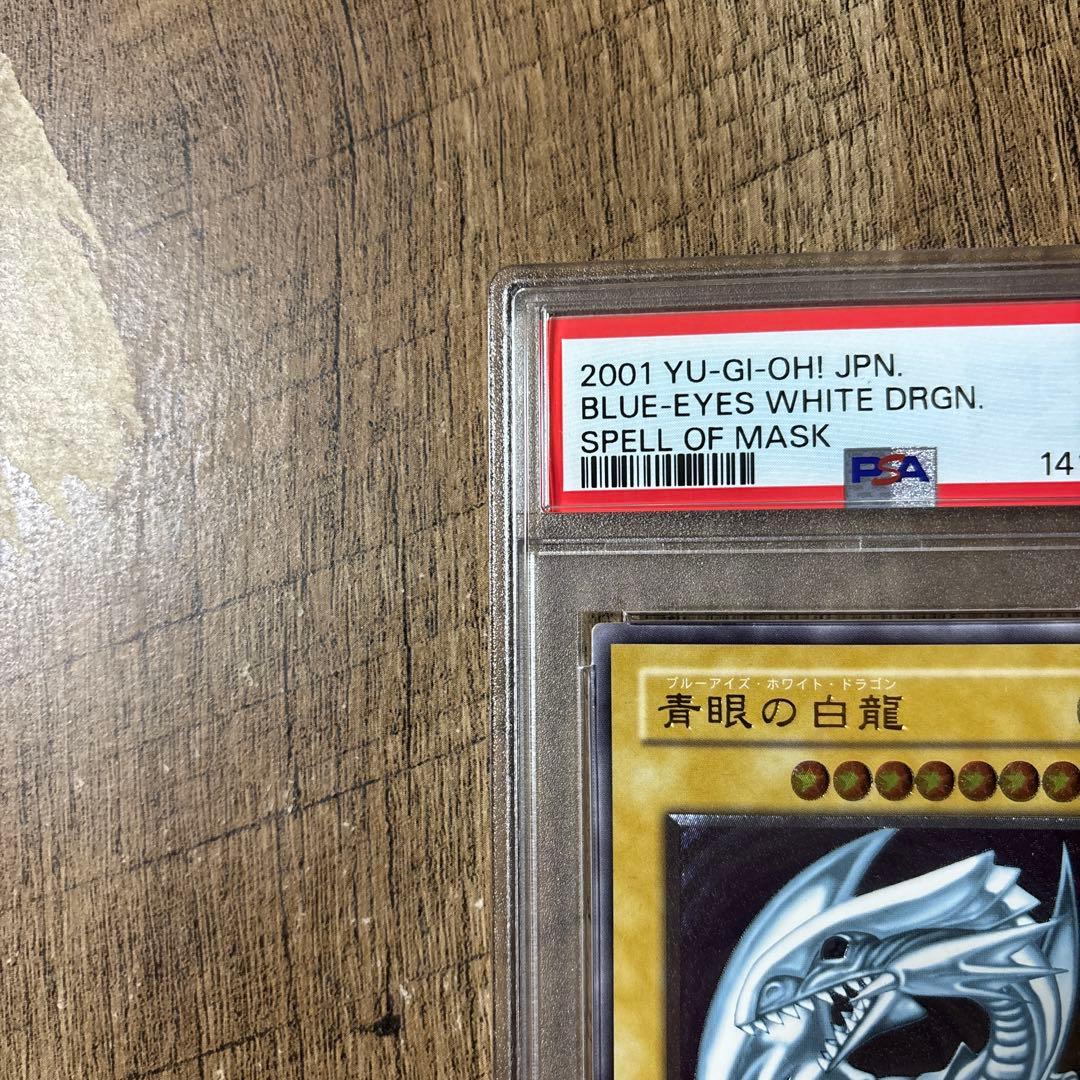 2001 YU-GI-OH! JPN.
BLUE-EYES WHITE DRGN.
SPELL OF MASK
PSA
ブルーアイズ・ホワイト・ドラゴン
青眼の白龍